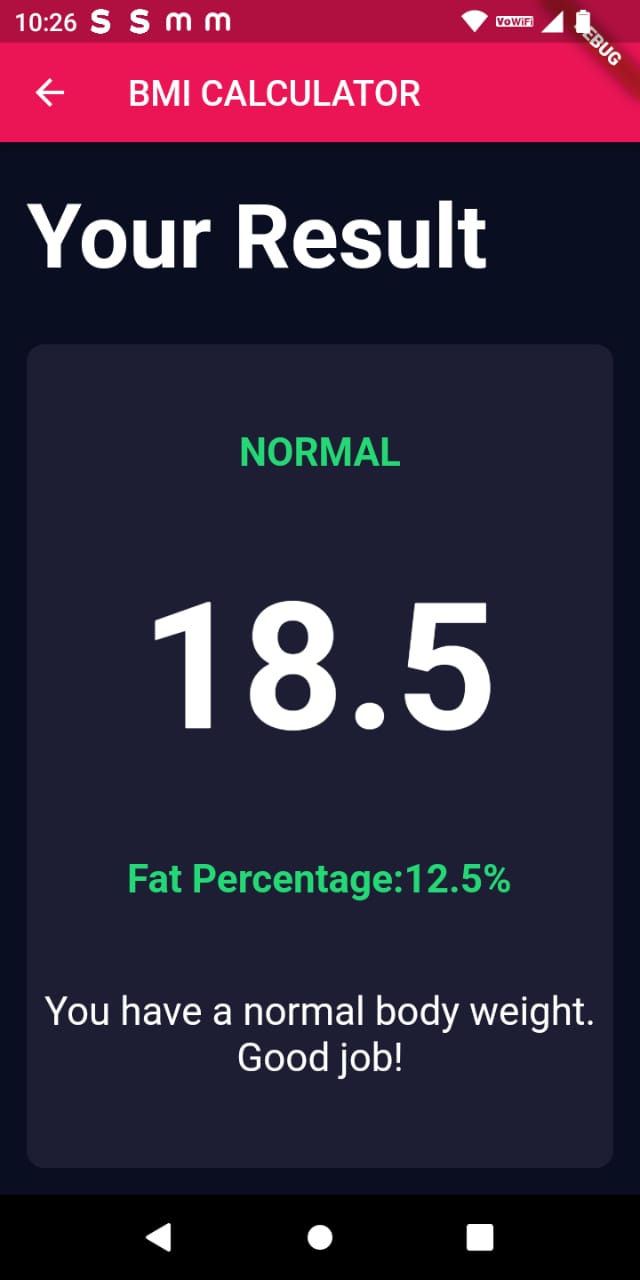 10:26 S S m m VoWiFi
BMI CALCULATOR
Your Result
NORMAL
18.5
Fat Percentage:12.5%
You have a normal body weight.
Good job!